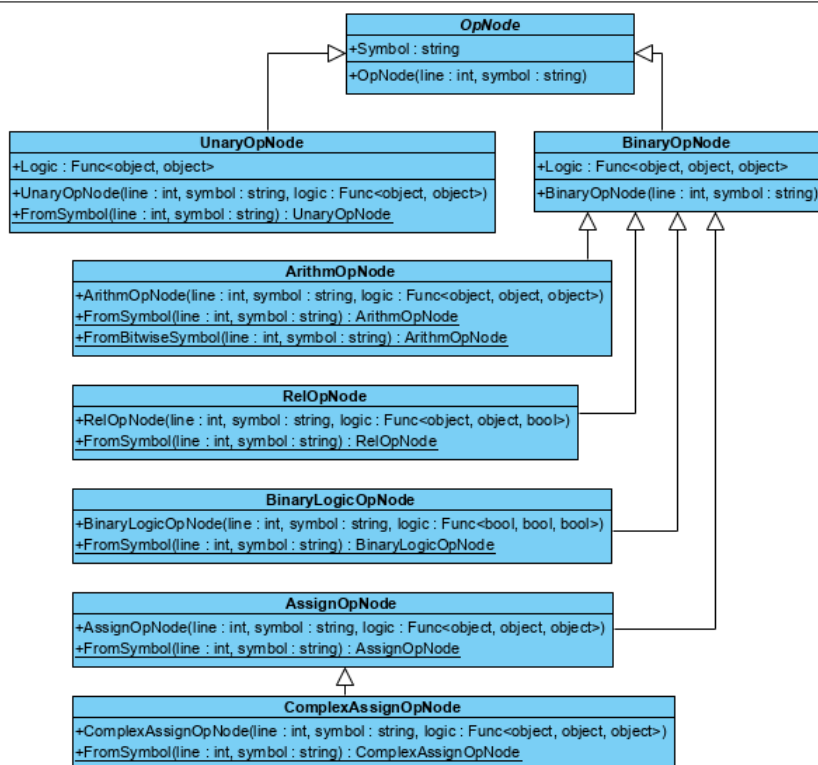 OpNode
+Symbol : string
+OpNode(line : int, symbol : string)
UnaryOpNode
+Logic : Func<object, object>
+UnaryOpNode(line : int, symbol : string, logic : Func<object, object>)
+FromSymbol(line : int, symbol : string) : UnaryOpNode
BinaryOpNode
+Logic : Func<object, object, object>
+BinaryOpNode(line : int, symbol : string)
ArithmOpNode
+ArithmOpNode(line : int, symbol : string, logic : Func<object, object, object>)
+FromSymbol(line : int, symbol : string) : ArithmOpNode
+FromBitwiseSymbol(line : int, symbol : string) : ArithmOpNode
RelOpNode
+RelOpNode(line : int, symbol : string, logic : Func<object, object, bool>)
+FromSymbol(line : int, symbol : string) : RelOpNode
BinaryLogicOpNode
+BinaryLogicOpNode(line : int, symbol : string, logic : Func<bool, bool, bool>)
+FromSymbol(line : int, symbol : string) : BinaryLogicOpNode
AssignOpNode
+AssignOpNode(line : int, symbol : string, logic : Func<object, object, object>)
+FromSymbol(line : int, symbol : string) : AssignOpNode
ComplexAssignOpNode
+ComplexAssignOpNode(line : int, symbol : string, logic : Func<object, object, object>)
+FromSymbol(line : int, symbol : string) : ComplexAssignOpNode